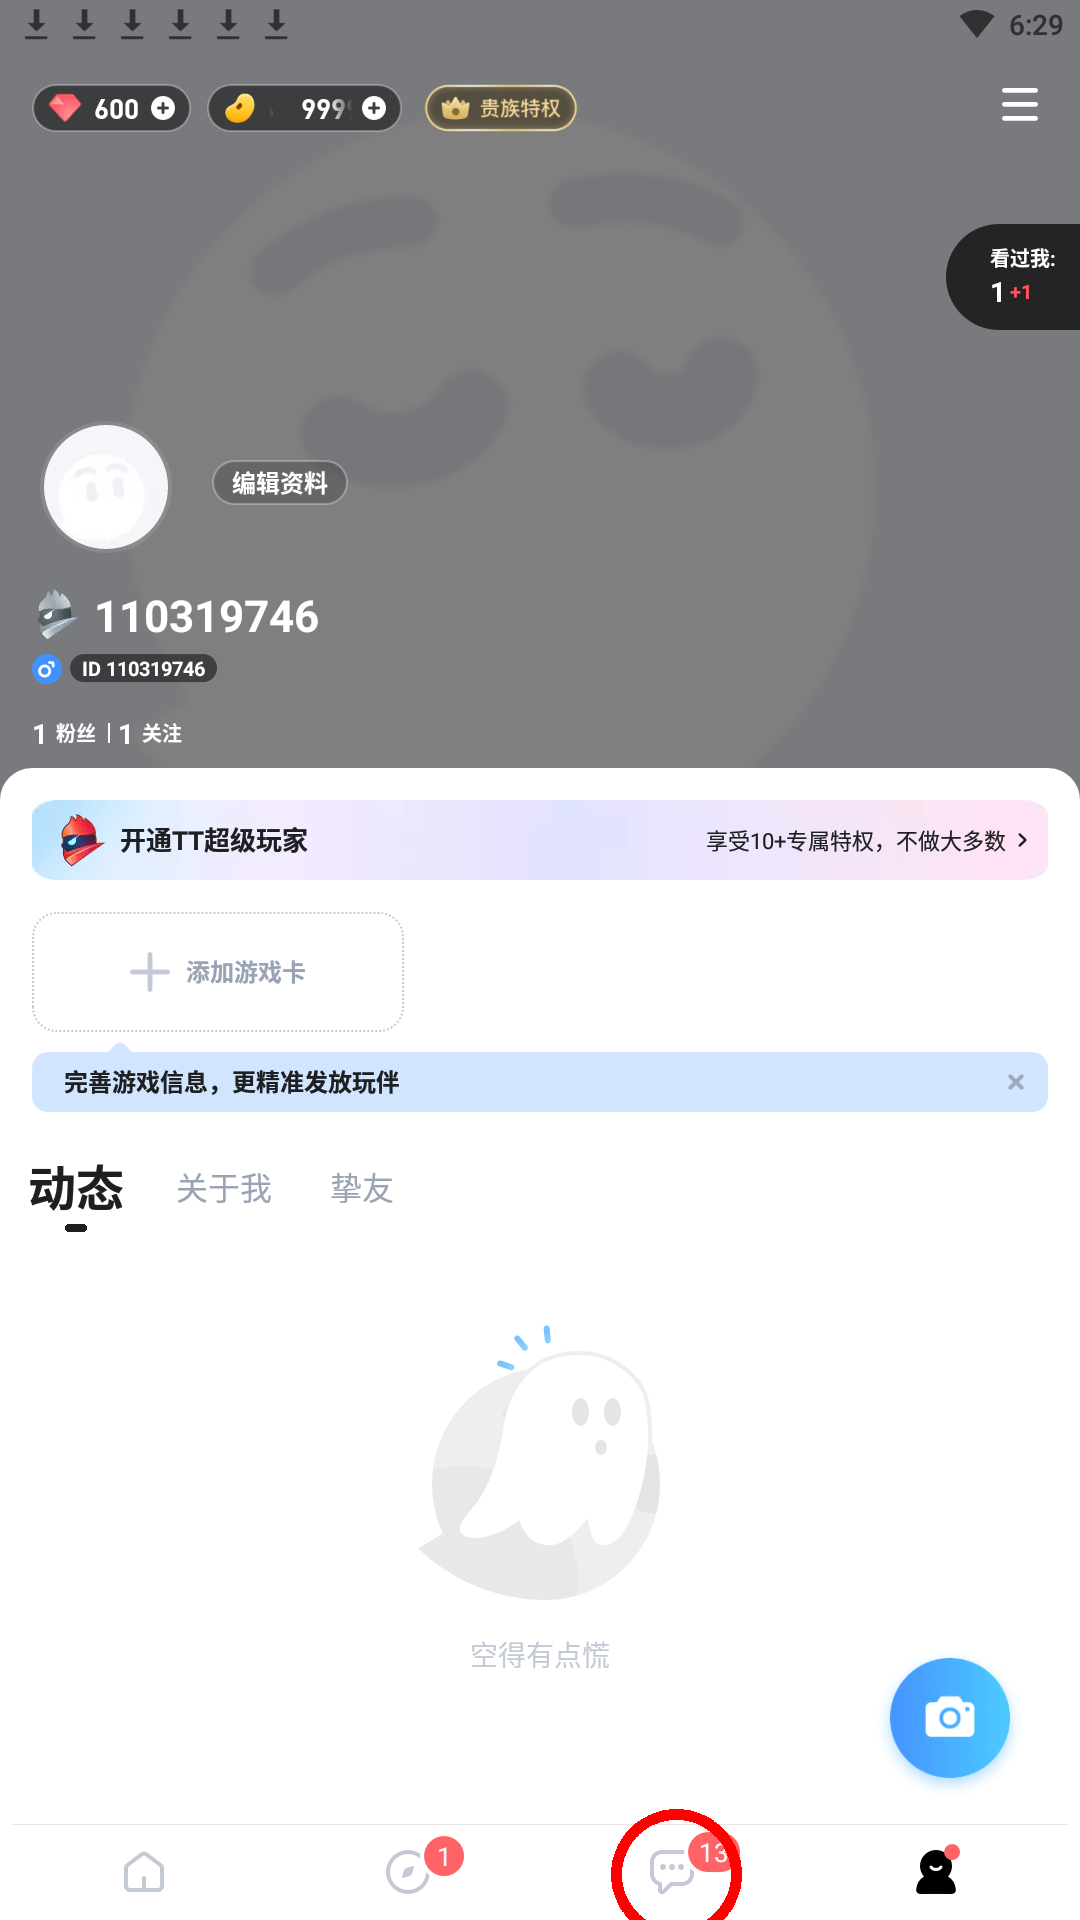 6:29
600
999
贵族特权
看过我:
1 +1
编辑资料
110319746
ID 110319746
1 粉丝 | 1 关注
开通TT超级玩家
享受10+专属特权，不做大多数
添加游戏卡
完善游戏信息，更精准发放玩伴
动态 关于我 挚友
空得有点慌
1
13